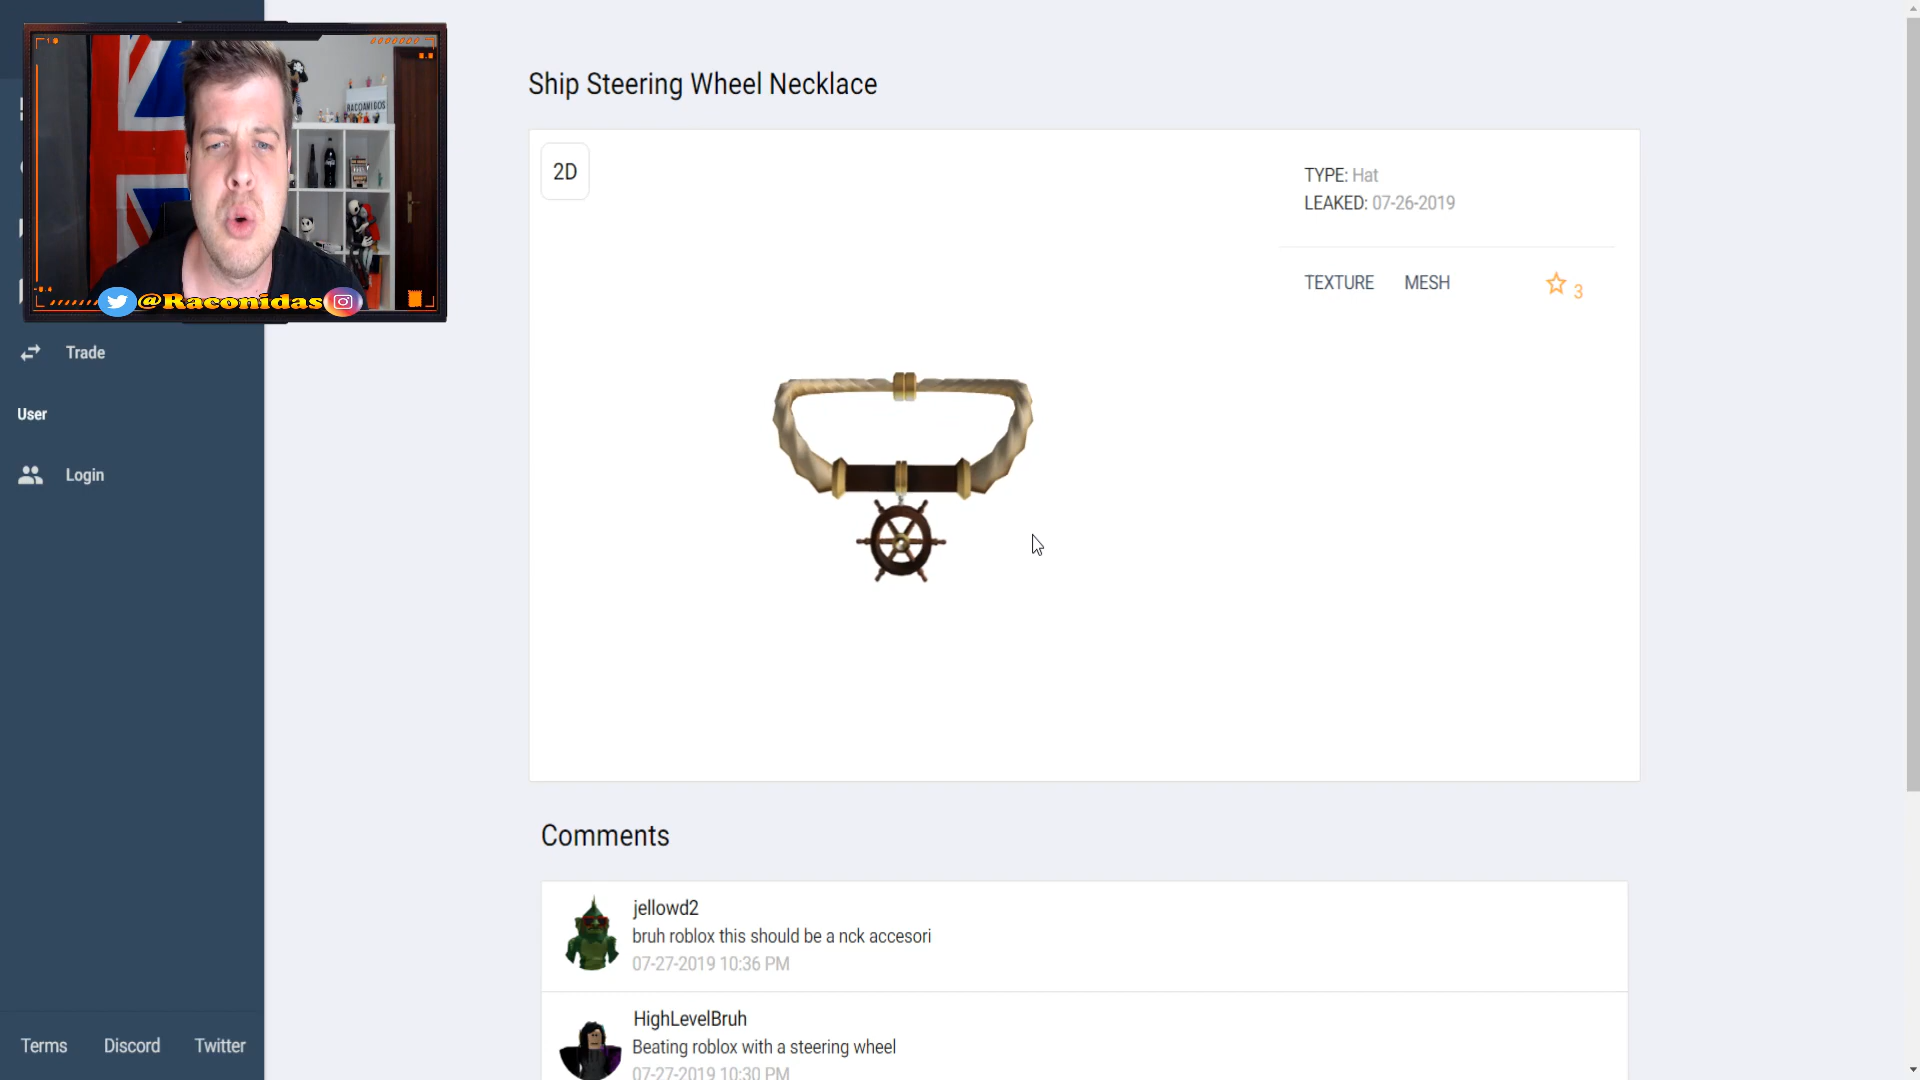 RACOAMIDOS
@Raconidas
Trade
User
Login
Terms
Discord
Twitter
Ship Steering Wheel Necklace
2D
TYPE: Hat
LEAKED: 07-26-2019
TEXTURE
MESH
3
Comments
jellowd2
bruh roblox this should be a nck accesori
07-27-2019 10:36 PM
HighLevelBruh
Beating roblox with a steering wheel
07-27-2019 10:30 PM